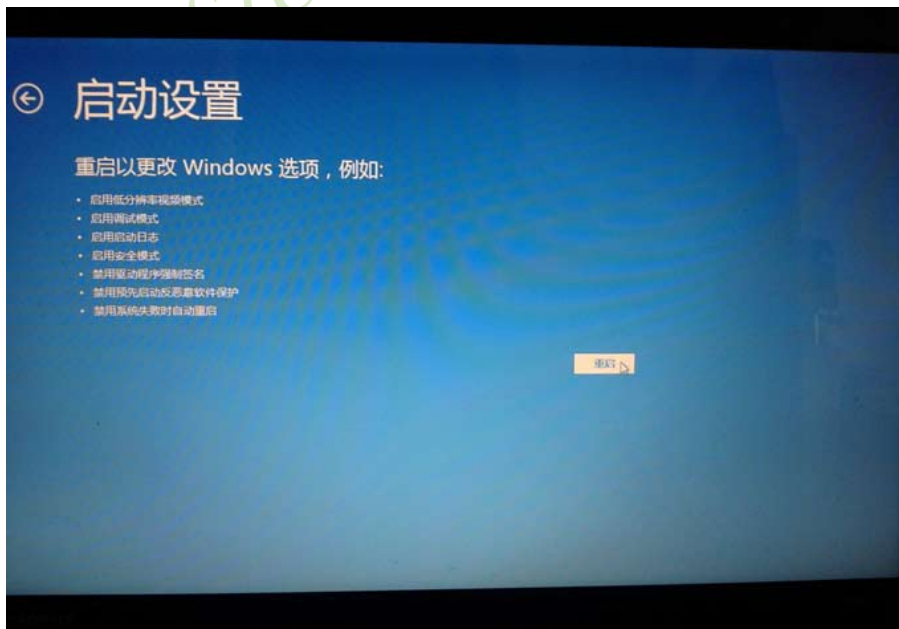 启动设置
重启以更改 Windows 选项，例如:
启用低分辨率视频模式
启用调试模式
启用启动日志
启用安全模式
禁用驱动程序强制签名
禁用预先启动反恶意软件保护
禁用系统失败时自动重启
重启